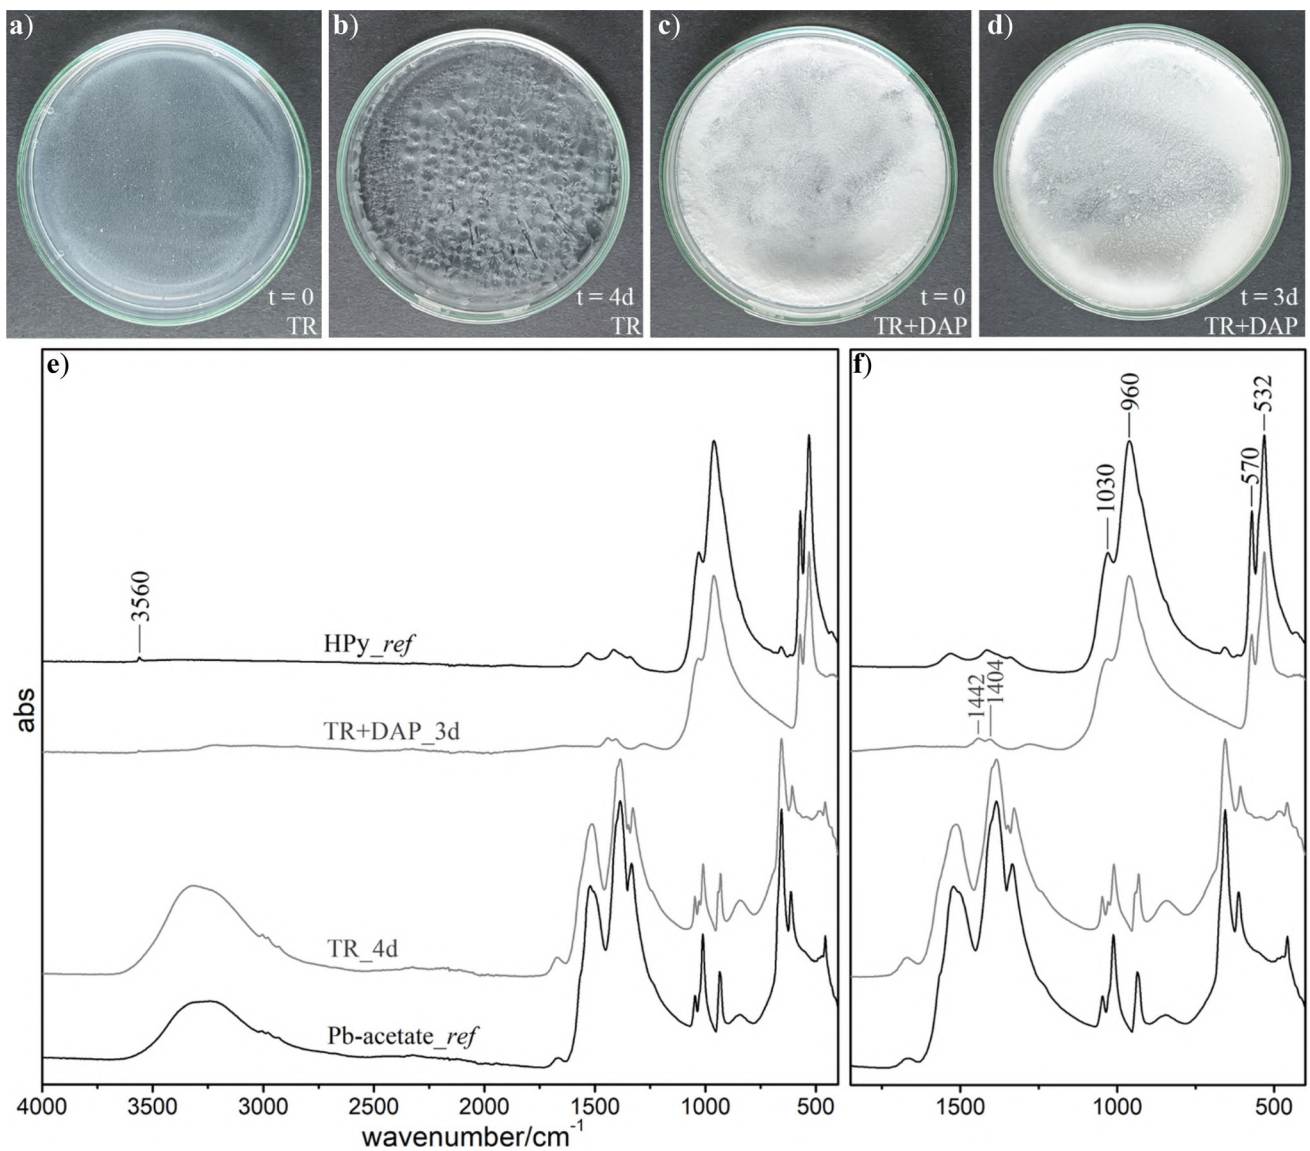 a)
t = 0
TR
b)
t = 4d
TR
c)
t = 0
TR+DAP
d)
t = 3d
TR+DAP
e)
3560
HPy_ref
TR+DAP_3d
TR_4d
Pb-acetate_ref
abs
4000 3500 3000 2500 2000 1500 1000 500
f)
1030
960
570
532
1442
1404
1500 1000 500
wavenumber/cm-1